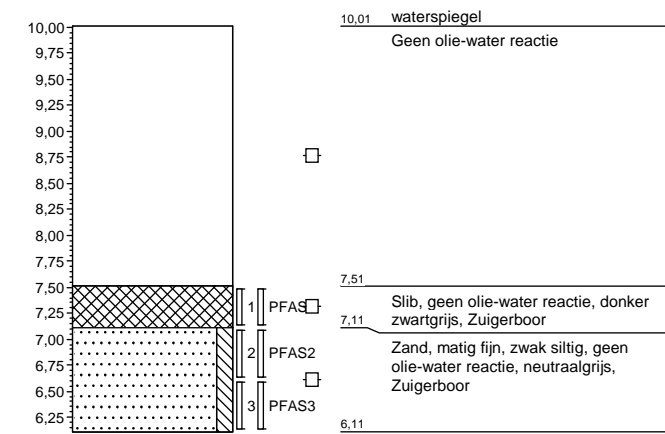 10,01 waterspiegel
Geen olie-water reactie
10,00
9,75
9,50
9,25
9,00
8,75
8,50
8,25
8,00
7,75
7,50
7,25
7,00
6,75
6,50
6,25
1 PFAS
2 PFAS2
3 PFAS3
7,51
Slib, geen olie-water reactie, donker
zwartgrijs, Zuigerboor
7,11
Zand, matig fijn, zwak siltig, geen
olie-water reactie, neutraalgrijs,
Zuigerboor
6,11